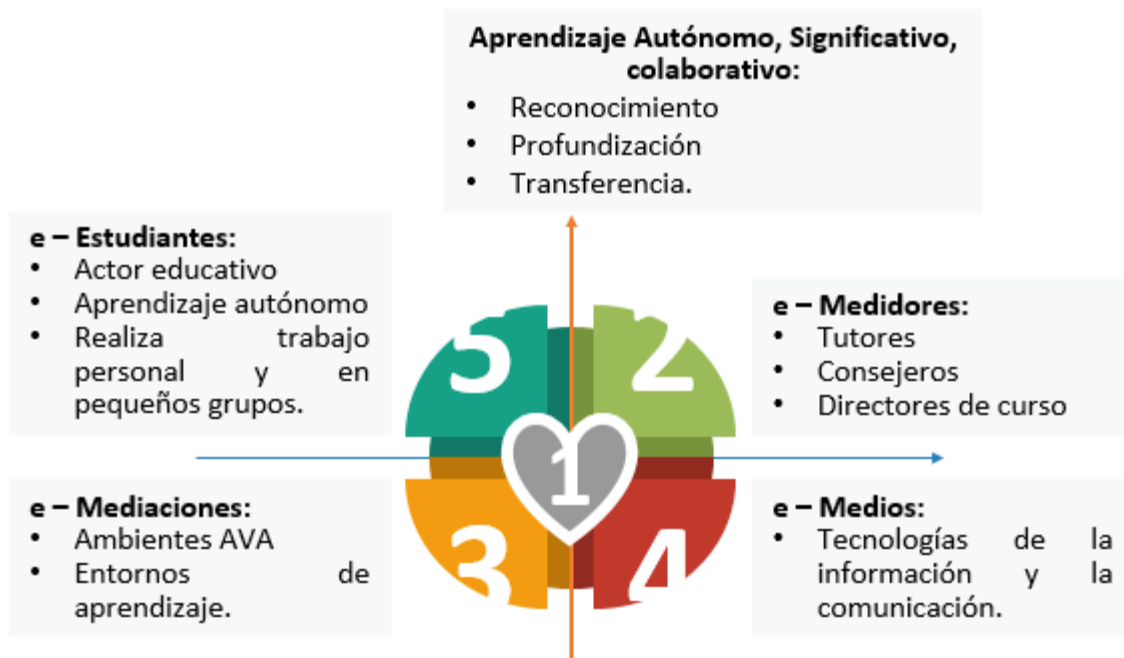 Aprendizaje Autónomo, Significativo,
colaborativo:
• Reconocimiento
• Profundización
• Transferencia.
e – Estudiantes:
• Actor educativo
• Aprendizaje autónomo
• Realiza trabajo
personal y en
pequeños grupos.
e – Medidores:
• Tutores
• Consejeros
• Directores de curso
5 2
1
3 4
e – Mediaciones:
• Ambientes AVA
• Entornos de
aprendizaje.
e – Medios:
• Tecnologías de la
información y la
comunicación.